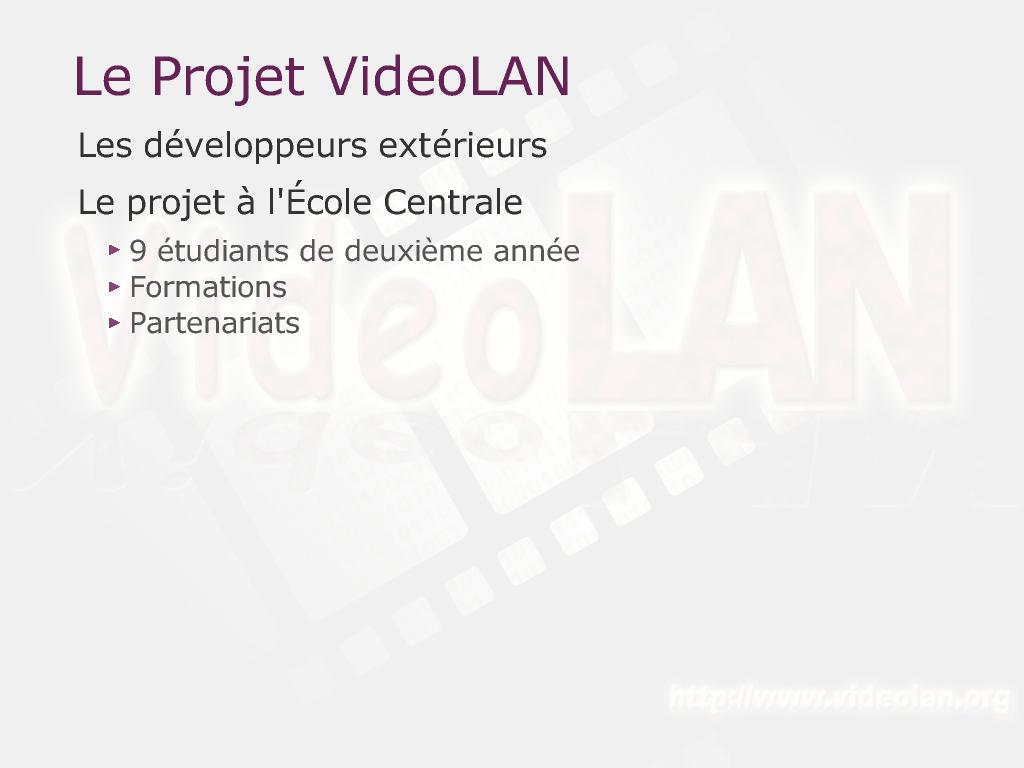 Le Projet VideoLAN
Les développeurs extérieurs
Le projet à l'École Centrale
9 étudiants de deuxième année
Formations
Partenariats
VideoLAN
http://www.videolan.org